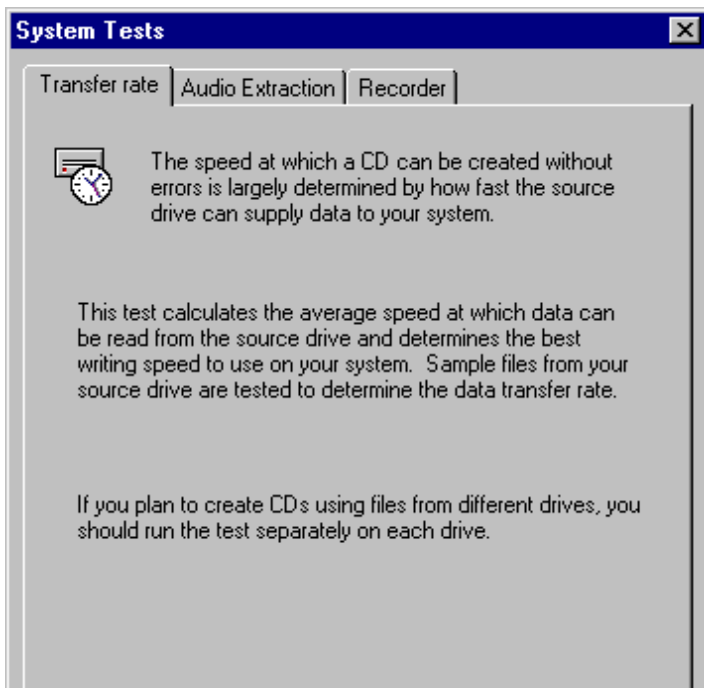 System Tests
Transfer rate Audio Extraction Recorder
The speed at which a CD can be created without
errors is largely determined by how fast the source
drive can supply data to your system.
This test calculates the average speed at which data can
be read from the source drive and determines the best
writing speed to use on your system.  Sample files from your
source drive are tested to determine the data transfer rate.
If you plan to create CDs using files from different drives, you
should run the test separately on each drive.